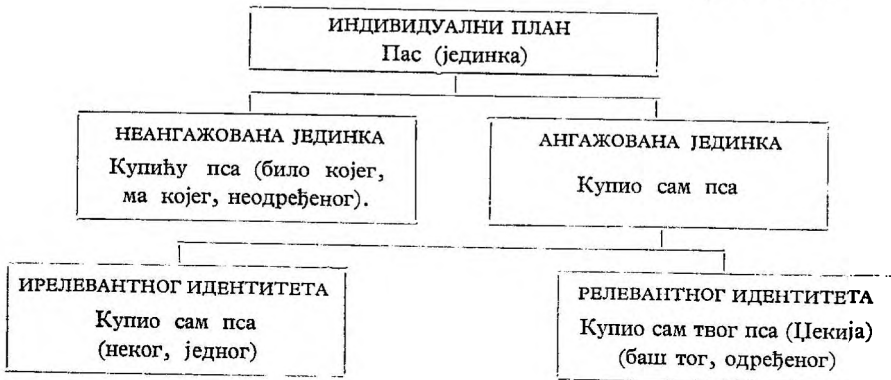 ИНДИВИДУАЛНИ ПЛАН
Пас (јединка)
НЕАНГАЖОВАНА ЈЕДИНКА
Купићу пса (било којег,
ма којег, неодређеног).
АНГАЖОВАНА ЈЕДИНКА
Купио сам пса
ИРЕЛЕВАНТНОГ ИДЕНТИТЕТА
Купио сам пса
(неког, једног)
РЕЛЕВАНТНОГ ИДЕНТИТЕТА
Купио сам твог пса (Џекија)
(баш тог, одређеног)